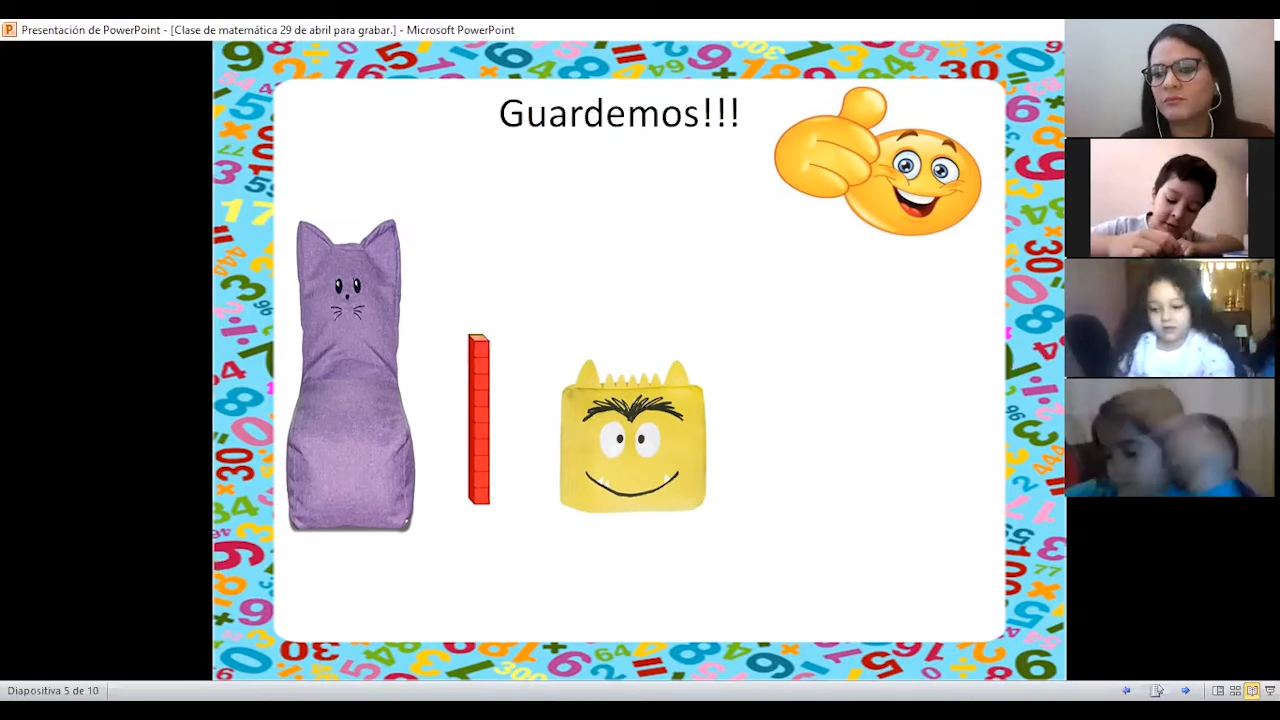 Presentación de PowerPoint - [Clase de matemática 29 de abril para grabar.] - Microsoft PowerPoint
Guardemos!!!
Diapositiva 5 de 10